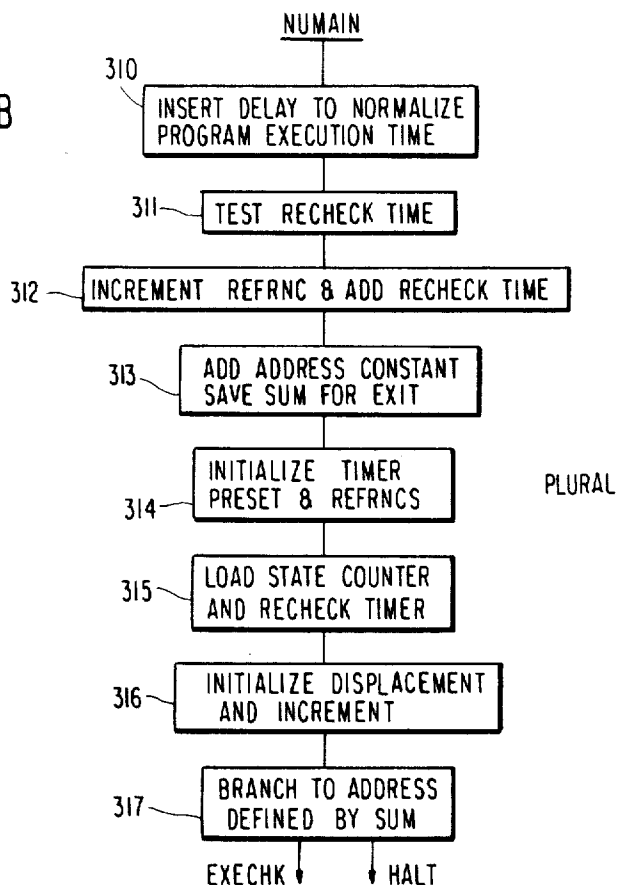 NUMAIN
310
B
INSERT DELAY TO NORMALIZE
PROGRAM EXECUTION TIME
311
TEST RECHECK TIME
312
INCREMENT REFRNC & ADD RECHECK TIME
313
ADD ADDRESS CONSTANT
SAVE SUM FOR EXIT
314
INITIALIZE TIMER
PRESET & REFRNCS
PLURAL
315
LOAD STATE COUNTER
AND RECHECK TIMER
316
INITIALIZE DISPLACEMENT
AND INCREMENT
317
BRANCH TO ADDRESS
DEFINED BY SUM
EXECHK HALT